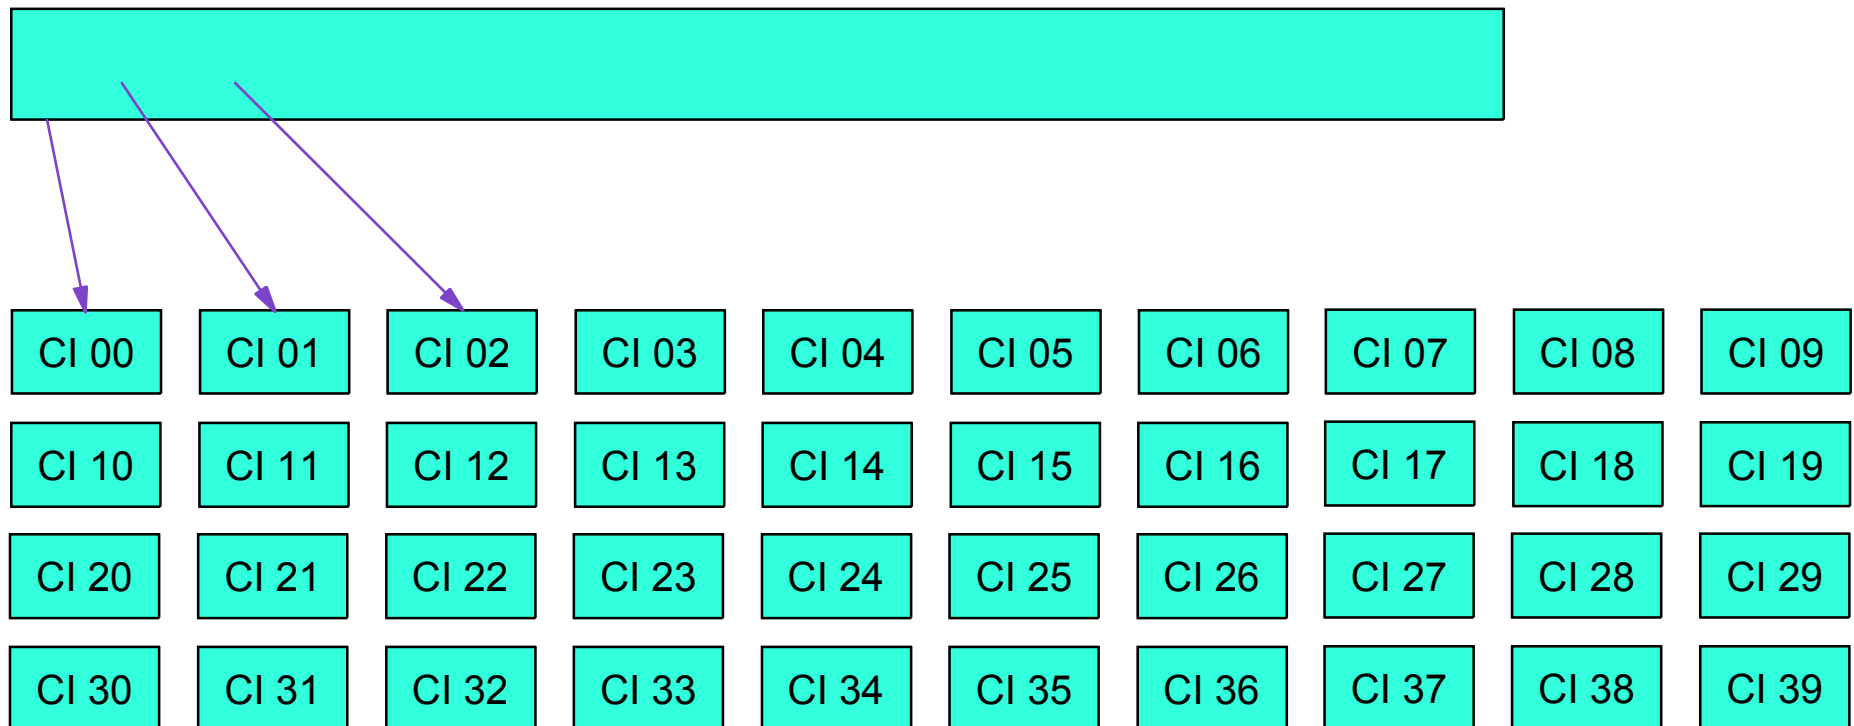 CI 00 CI 01 CI 02 CI 03 CI 04 CI 05 CI 06 CI 07 CI 08 CI 09
CI 10 CI 11 CI 12 CI 13 CI 14 CI 15 CI 16 CI 17 CI 18 CI 19
CI 20 CI 21 CI 22 CI 23 CI 24 CI 25 CI 26 CI 27 CI 28 CI 29
CI 30 CI 31 CI 32 CI 33 CI 34 CI 35 CI 36 CI 37 CI 38 CI 39